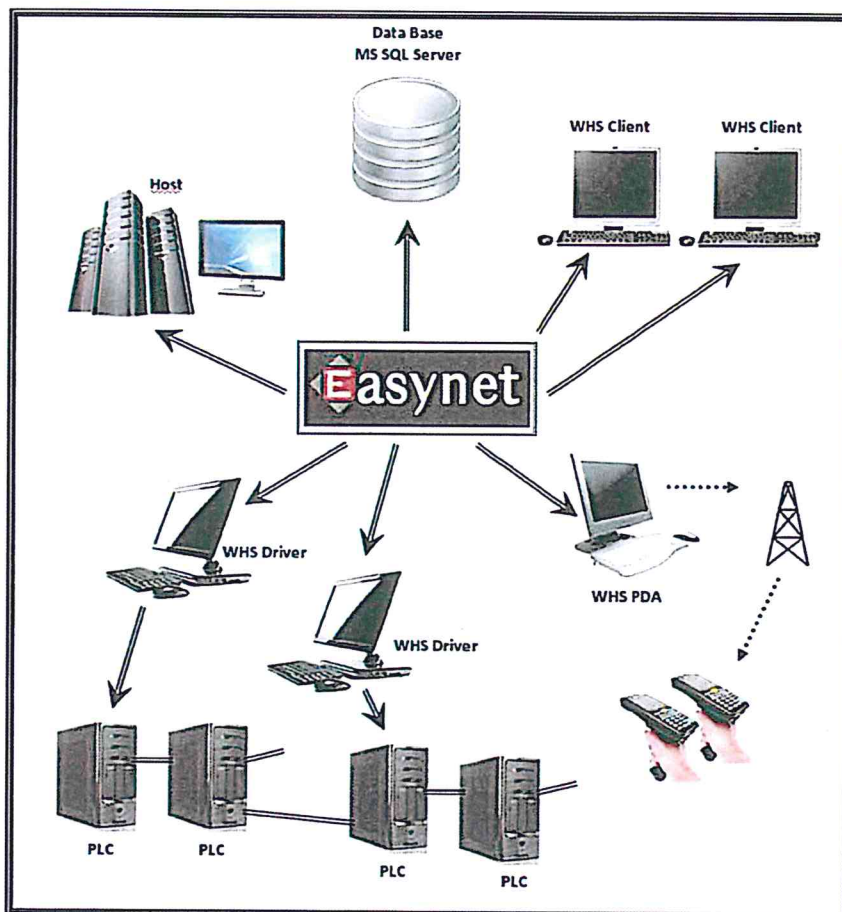 Data Base
MS SQL Server
WHS Client
WHS Client
Host
Easynet
WHS Driver
WHS PDA
WHS Driver
PLC
PLC
PLC
PLC